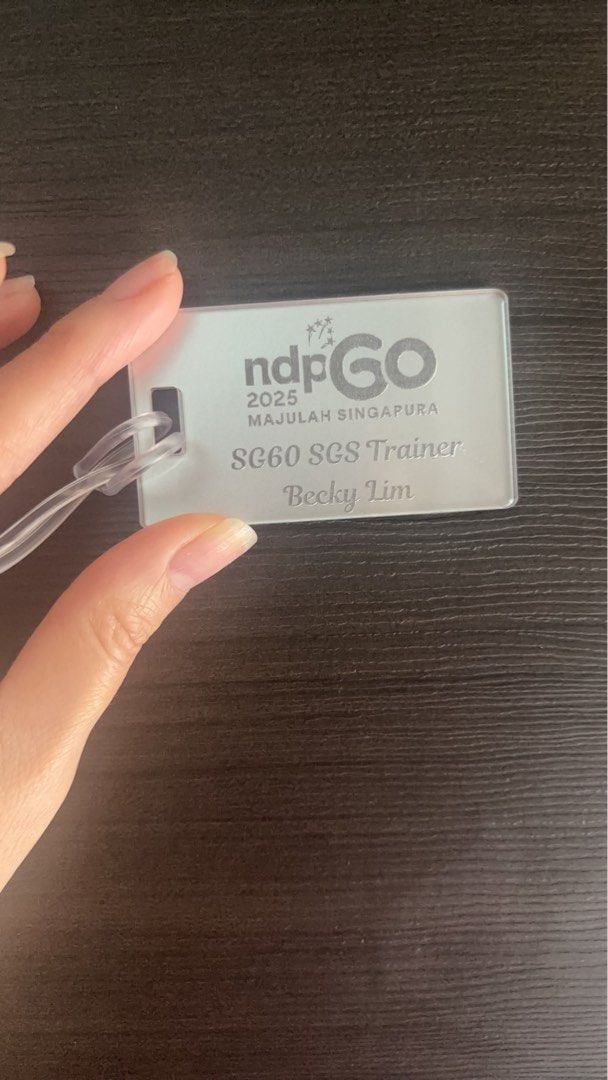 ndpGO
2025
MAJULAH SINGAPURA
SG60 SGS Trainer
Becky Lim